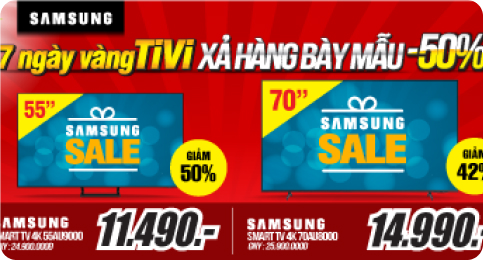 SAMSUNG
7 ngày vàng TiVi XẢ HÀNG BÀY MẪU -50%
55”
SAMSUNG
SALE
GIẢM
50%
70”
SAMSUNG
SALE
GIẢM
42%
SAMSUNG
SMART TV 4K 55AU9000
11.490.-
SAMSUNG
SMART TV 4K 70AU8000
14.990.-